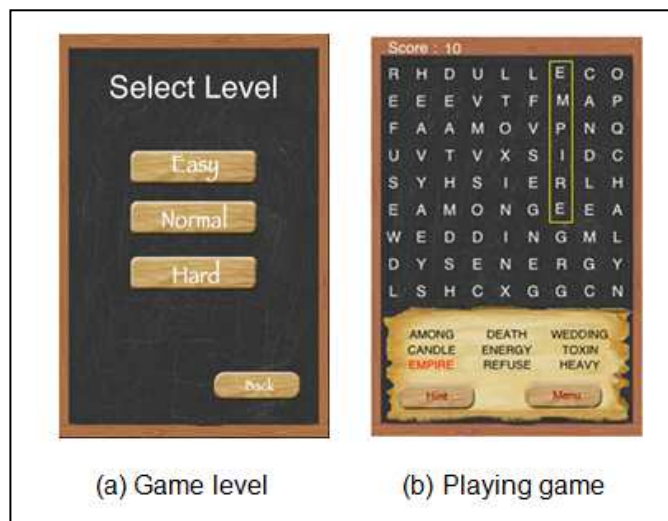 Select Level
Easy
Normal
Hard
Back
(a) Game level
Score : 10
R H D U L L E C O
E E E V T F M A P
F A A M O V P N Q
U V T V X S I D C
S Y H S I E R L H
E A M O N G E E A
W E D D I N G M L
D Y S E N E R G Y
L S H C X G G C N
AMONG DEATH WEDDING
CANDLE ENERGY TOXIN
EMPIRE REFUSE HEAVY
Hint Menu
(b) Playing game